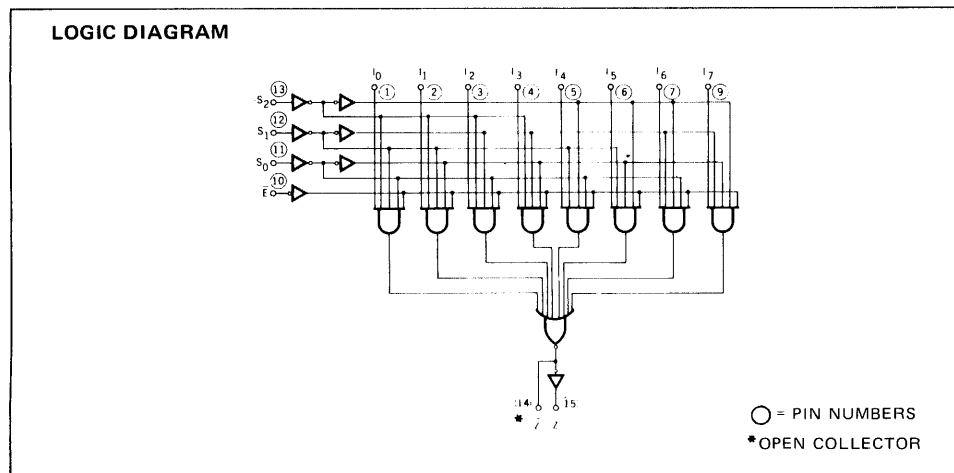 LOGIC DIAGRAM
I0 I1 I2 I3 I4 I5 I6 I7
13 1 2 3 4 5 6 7 9
S2
12
S1
11
S0
10
E
14 15
* Z
○ = PIN NUMBERS
*OPEN COLLECTOR